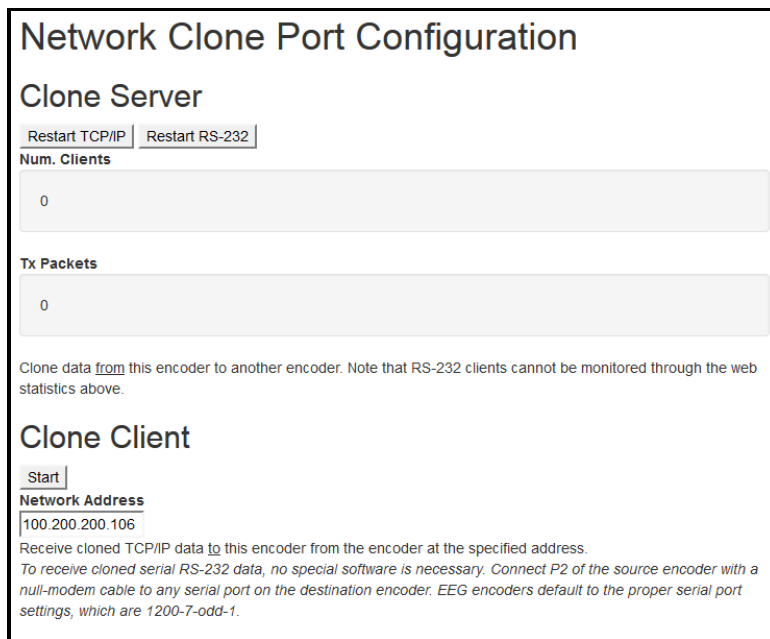 Network Clone Port Configuration
Clone Server
Restart TCP/IP Restart RS-232
Num. Clients
0
Tx Packets
0
Clone data from this encoder to another encoder. Note that RS-232 clients cannot be monitored through the web
statistics above.
Clone Client
Start
Network Address
100.200.200.106
Receive cloned TCP/IP data to this encoder from the encoder at the specified address.
To receive cloned serial RS-232 data, no special software is necessary. Connect P2 of the source encoder with a
null-modem cable to any serial port on the destination encoder. EEG encoders default to the proper serial port
settings, which are 1200-7-odd-1.